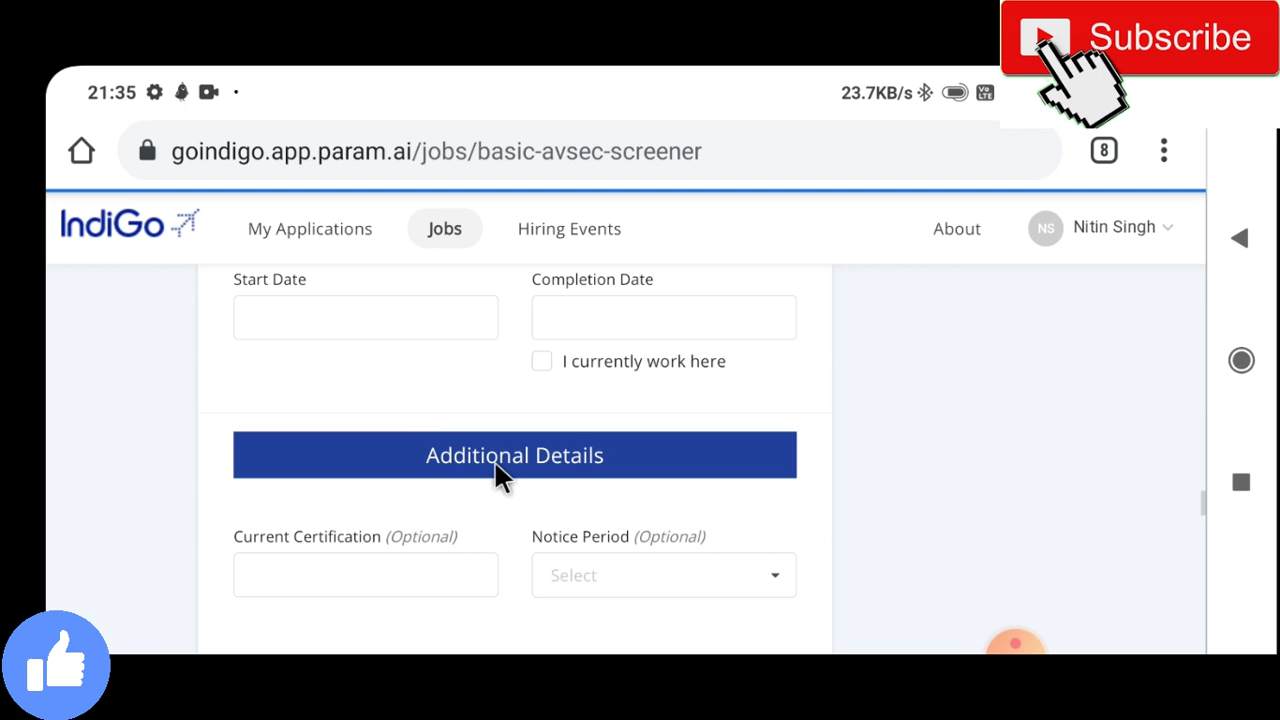 Subscribe
21:35
23.7KB/s
Vo LTE
goindigo.app.param.ai/jobs/basic-avsec-screener
8
IndiGo
My Applications
Jobs
Hiring Events
About
NS
Nitin Singh
Start Date
Completion Date
I currently work here
Additional Details
Current Certification (Optional)
Notice Period (Optional)
Select